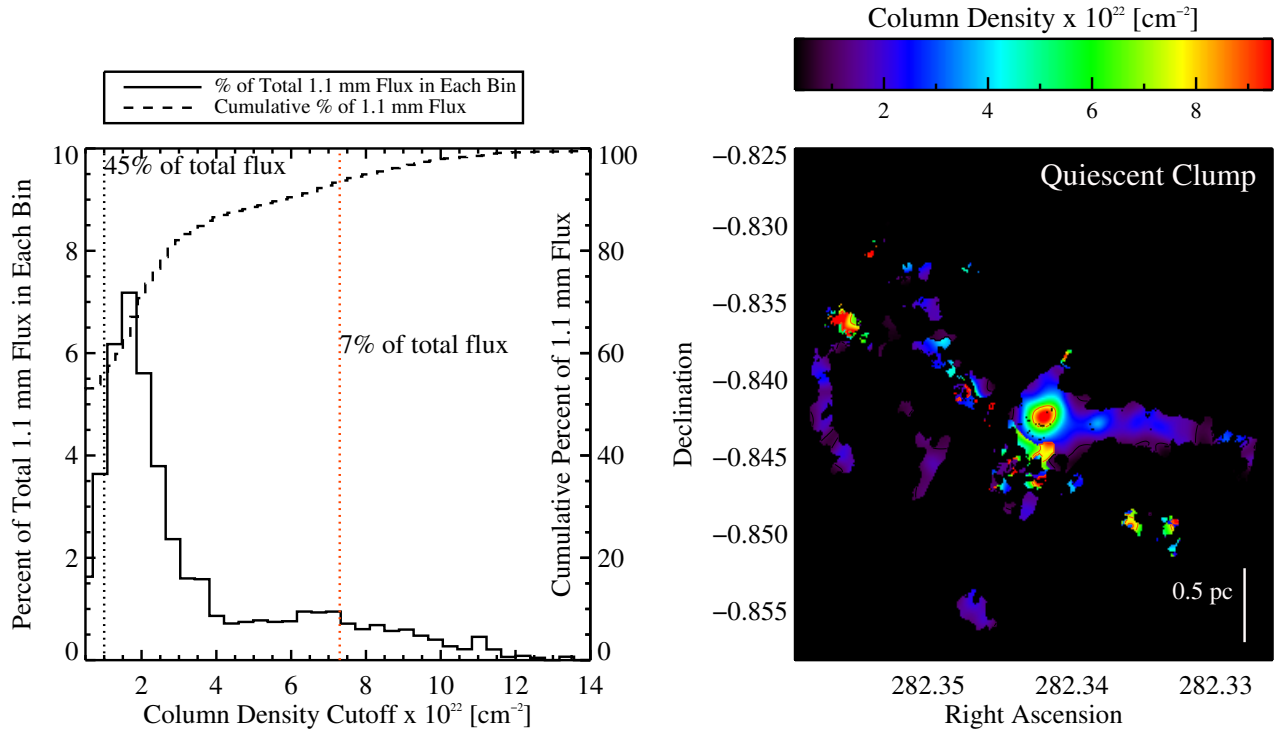 % of Total 1.1 mm Flux in Each Bin
Cumulative % of 1.1 mm Flux
45% of total flux
7% of total flux
Percent of Total 1.1 mm Flux in Each Bin
10
8
6
4
2
0
Cumulative Percent of 1.1 mm Flux
100
80
60
40
20
0
2 4 6 8 10 12 14
Column Density Cutoff x 10²² [cm⁻²]
Column Density x 10²² [cm⁻²]
2 4 6 8
Quiescent Clump
Declination
−0.825
−0.830
−0.835
−0.840
−0.845
−0.850
−0.855
0.5 pc
282.35 282.34 282.33
Right Ascension